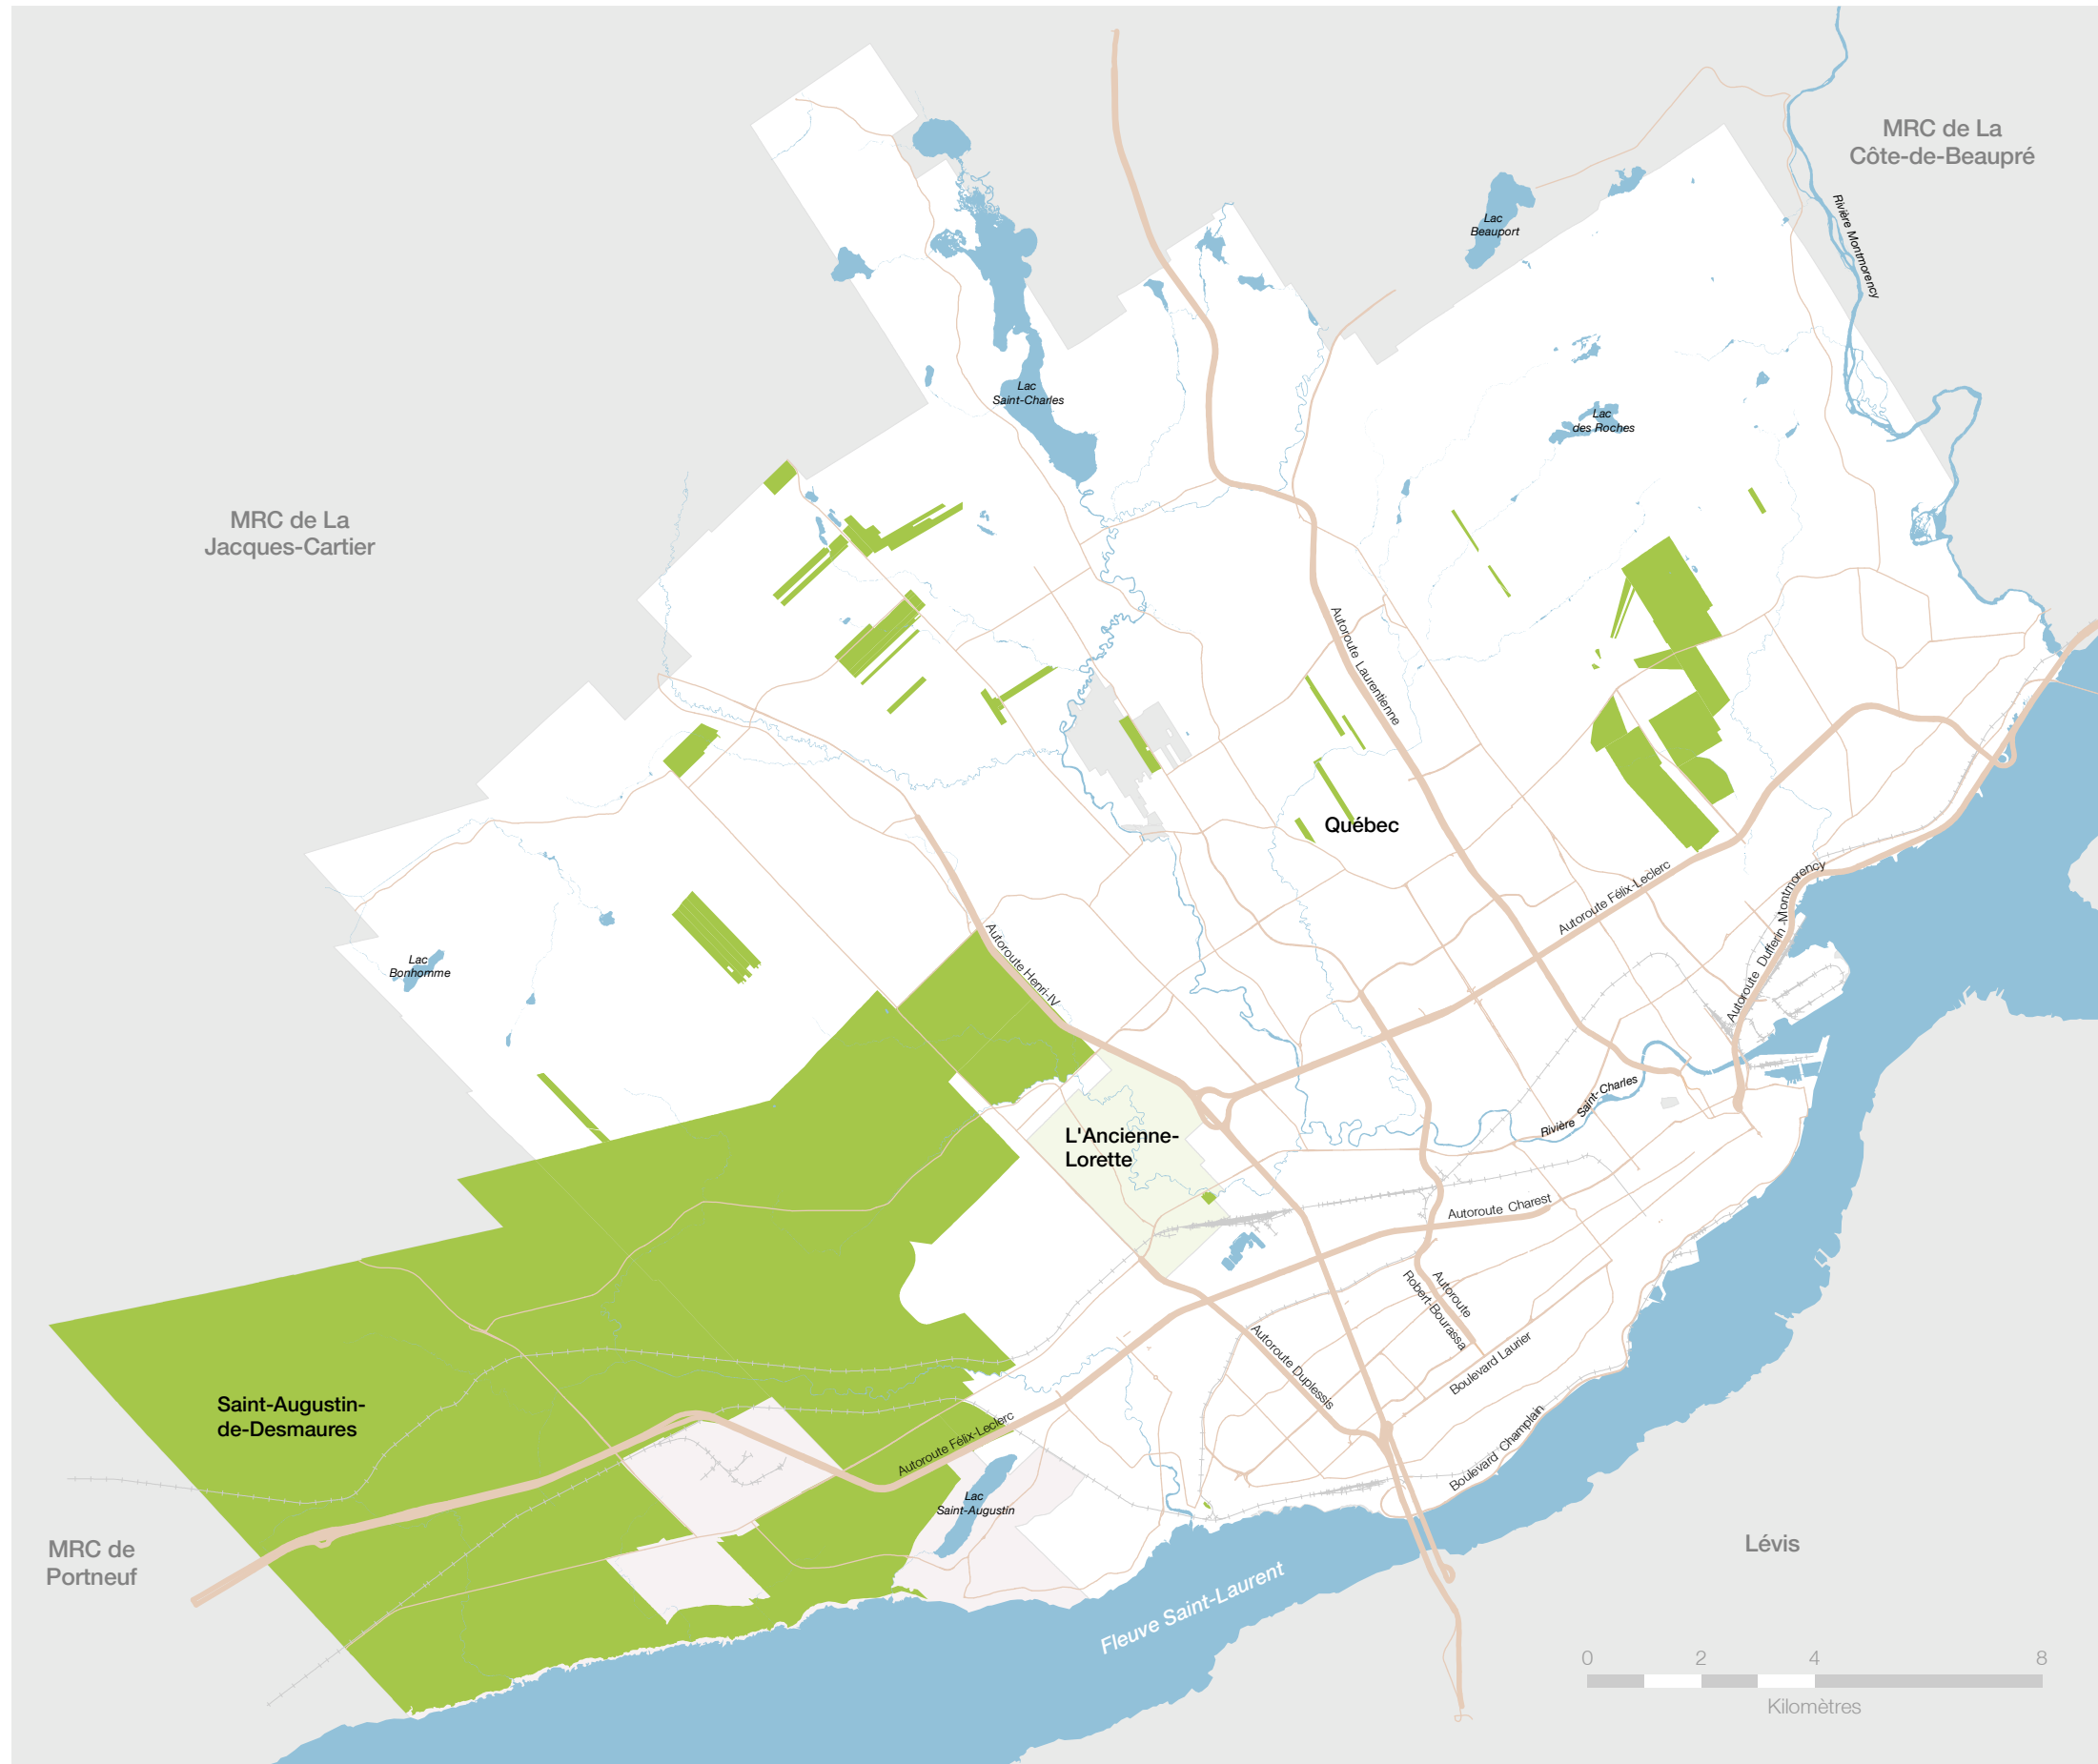 MRC de La
Côte-de-Beaupré
Rivière Montmorency
Lac
Beauport
Lac
Saint-Charles
Lac
des Roches
MRC de La
Jacques-Cartier
Autoroute Laurentienne
Québec
Autoroute Félix-Leclerc
Autoroute Dufferin -Montmorency
Autoroute Henri-IV
Lac
Bonhomme
Rivière Saint-Charles
L'Ancienne-
Lorette
Autoroute Charest
Autoroute
Robert-Bourassa
Boulevard Laurier
Autoroute Duplessis
Saint-Augustin-
de-Desmaures
Autoroute Félix-Leclerc
Boulevard Champlain
Lac
Saint-Augustin
MRC de
Portneuf
Lévis
Fleuve Saint-Laurent
0 2 4 8
Kilomètres